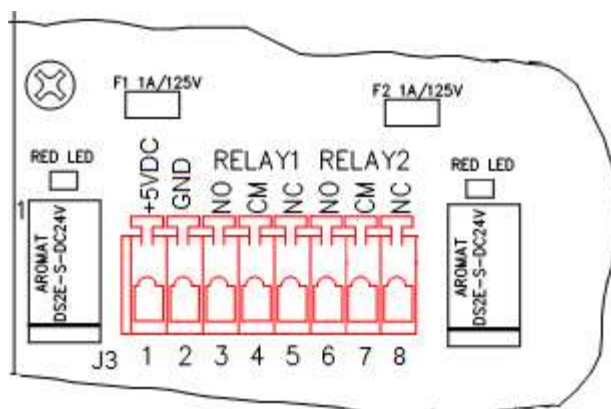 F1 1A/125V
F2 1A/125V
RED LED
RELAY1 RELAY2
RED LED
+5VDC
GND
NO
CM
NC
NO
CM
NC
AROMAT
DS2E-S-DC24V
AROMAT
DS2E-S-DC24V
J3 1 2 3 4 5 6 7 8